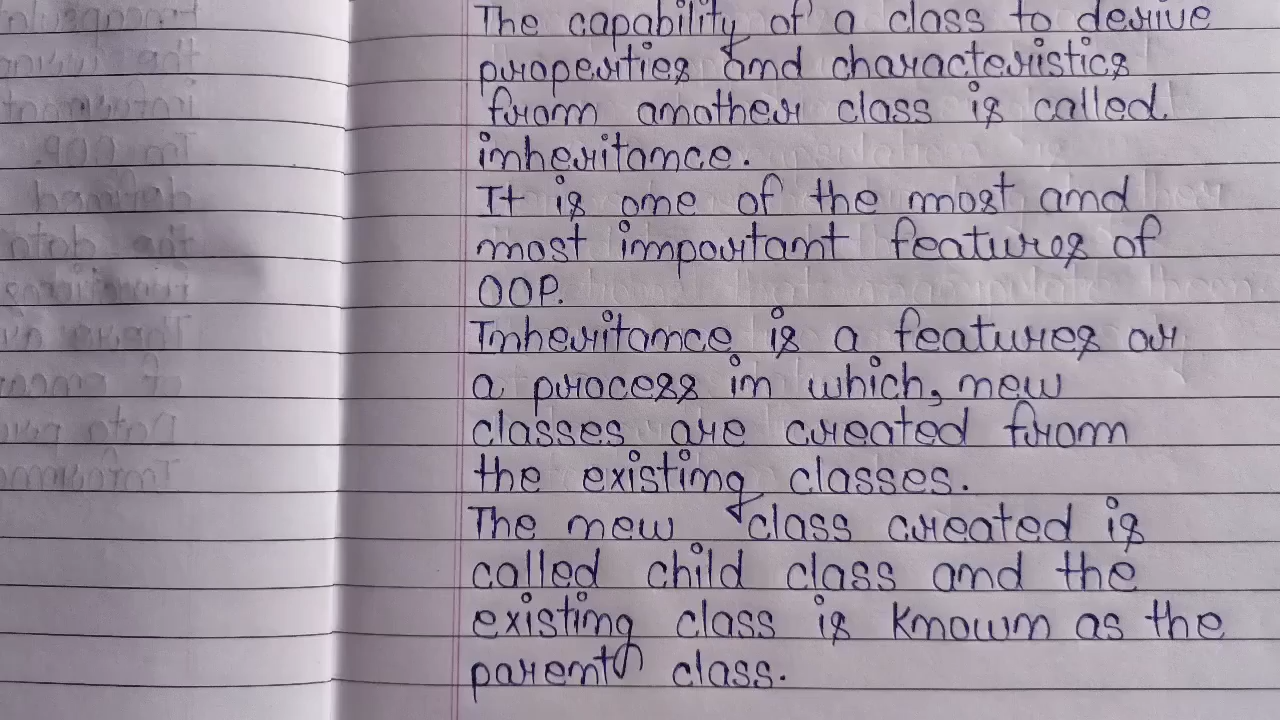 The capability of a class to derive
properties and characteristics
from another class is called
inheritance.
It is one of the most and
most important features of
OOP.
Inheritance is a features or
a process in which, new
classes are created from
the existing classes.
The new class created is
called child class and the
existing class is known as the
parent class.